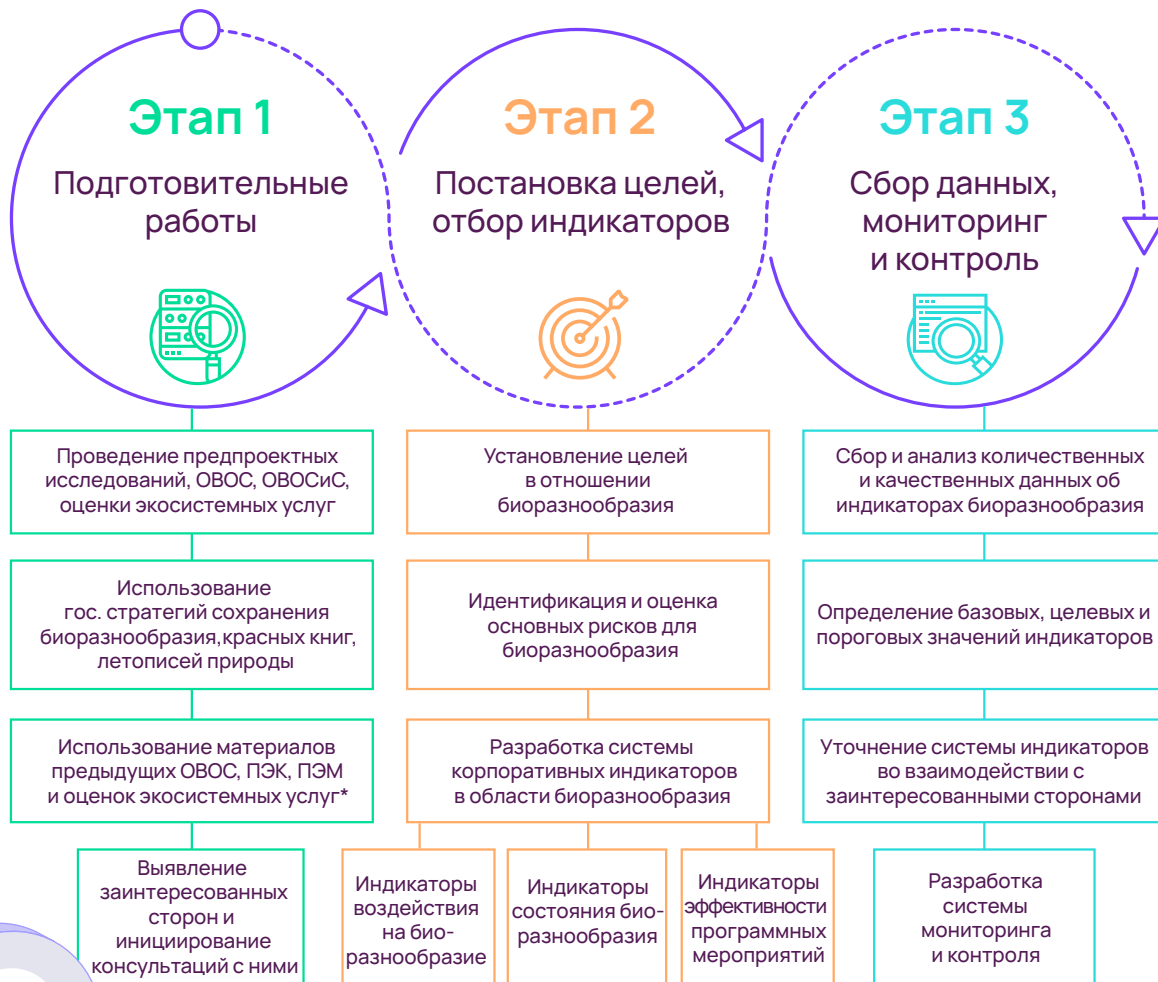 Этап 1
Подготовительные
работы
Этап 2
Постановка целей,
отбор индикаторов
Этап 3
Сбор данных,
мониторинг
и контроль
Проведение предпроектных
исследований, ОВОС, ОВОСиС,
оценки экосистемных услуг
Использование
гос. стратегий сохранения
биоразнообразия,красных книг,
летописей природы
Использование материалов
предыдущих ОВОС, ПЭК, ПЭМ
и оценок экосистемных услуг*
Выявление
заинтересованных
сторон и
инициирование
консультаций с ними
Установление целей
в отношении
биоразнообразия
Идентификация и оценка
основных рисков для
биоразнообразия
Разработка системы
корпоративных индикаторов
в области биоразнообразия
Индикаторы
воздействия
на био-
разнообразие
Индикаторы
состояния био-
разнообразия
Индикаторы
эффективности
программных
мероприятий
Сбор и анализ количественных
и качественных данных об
индикаторах биоразнообразия
Определение базовых, целевых и
пороговых значений индикаторов
Уточнение системы индикаторов
во взаимодействии с
заинтересованными сторонами
Разработка
системы
мониторинга
и контроля